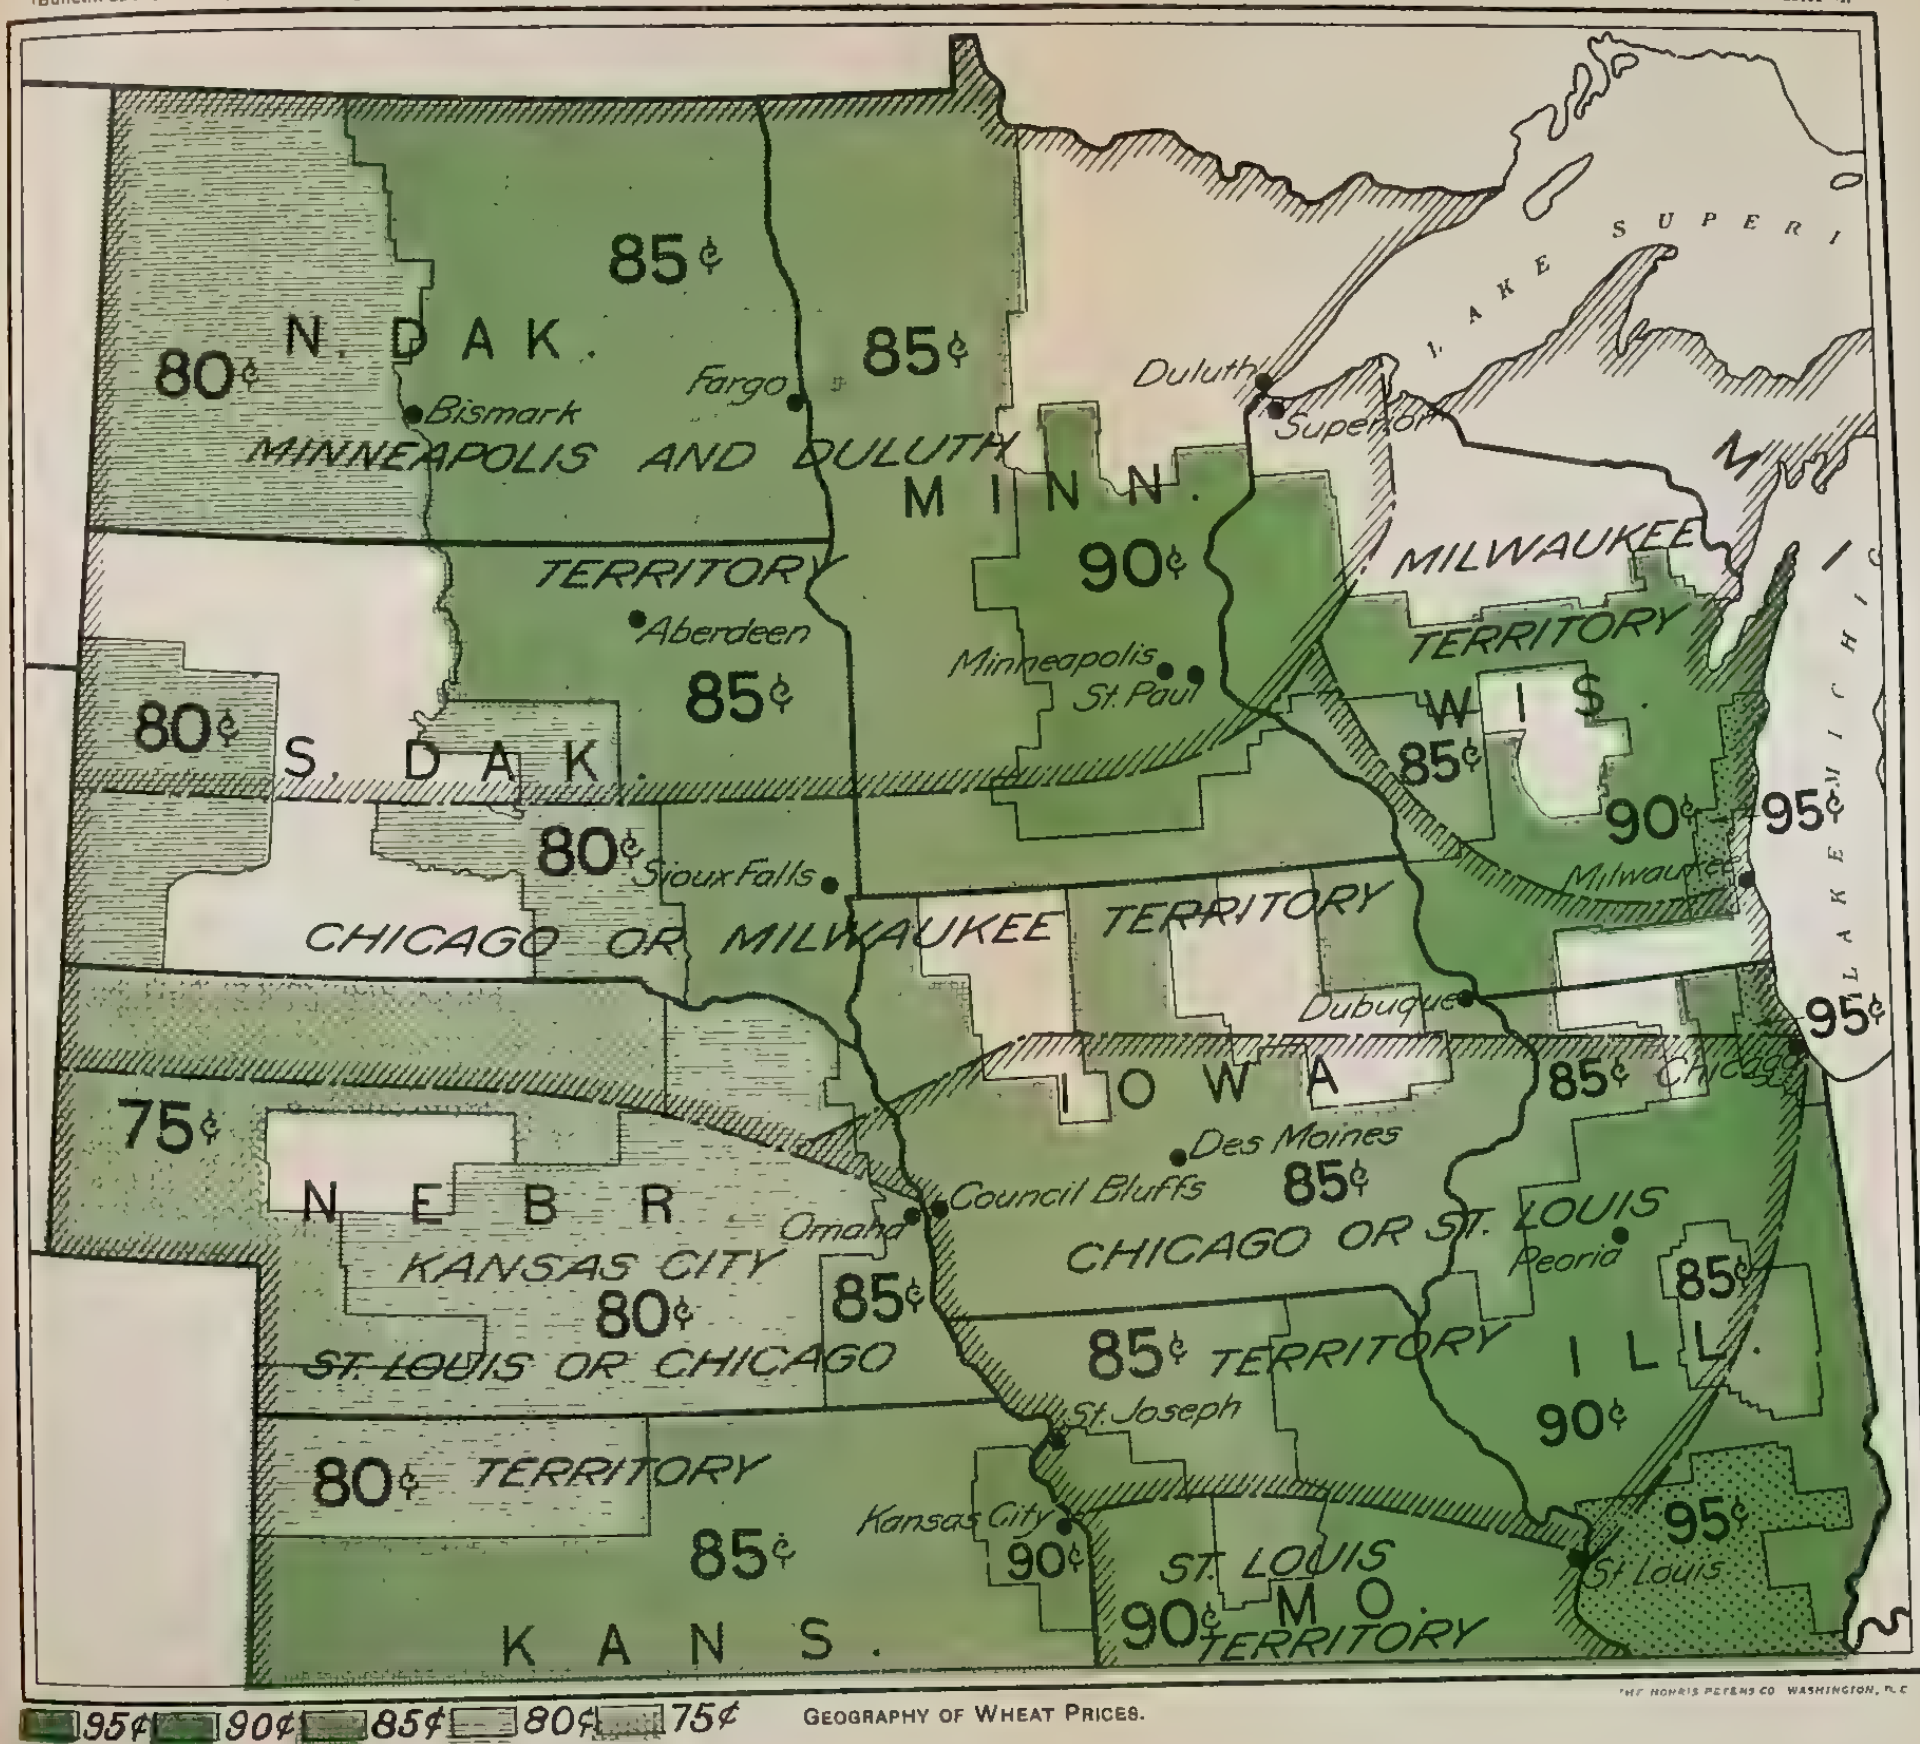 LAKE SUPERI
85¢
85¢
N. DAK.
80¢
Duluth
Fargo
Bismark
Superior
MINNEAPOLIS AND DULUTH
MINN.
M I C H I
90¢
MILWAUKEE
TERRITORY
TERRITORY
Aberdeen
Minneapolis
St. Paul
85¢
WIS.
80¢
S. DAK.
85¢
90¢
95¢
LAKE MICHI
80¢
Sioux Falls
Milwaukee
CHICAGO OR MILWAUKEE TERRITORY
Dubuque
95¢
75¢
IOWA
85¢
Chicago
Des Moines
85¢
NEBR
Council Bluffs
Omaha
CHICAGO OR ST. LOUIS
Peoria
KANSAS CITY
80¢
85¢
85¢
85¢
TERRITORY
ILL.
ST. LOUIS OR CHICAGO
St. Joseph
90¢
80¢
TERRITORY
Kansas City
95¢
85¢
90¢
ST. LOUIS
St Louis
MO.
90¢
TERRITORY
KANS.
THE NORRIS PETERS CO WASHINGTON, D.C
95¢ 90¢ 85¢ 80¢ 75¢
GEOGRAPHY OF WHEAT PRICES.